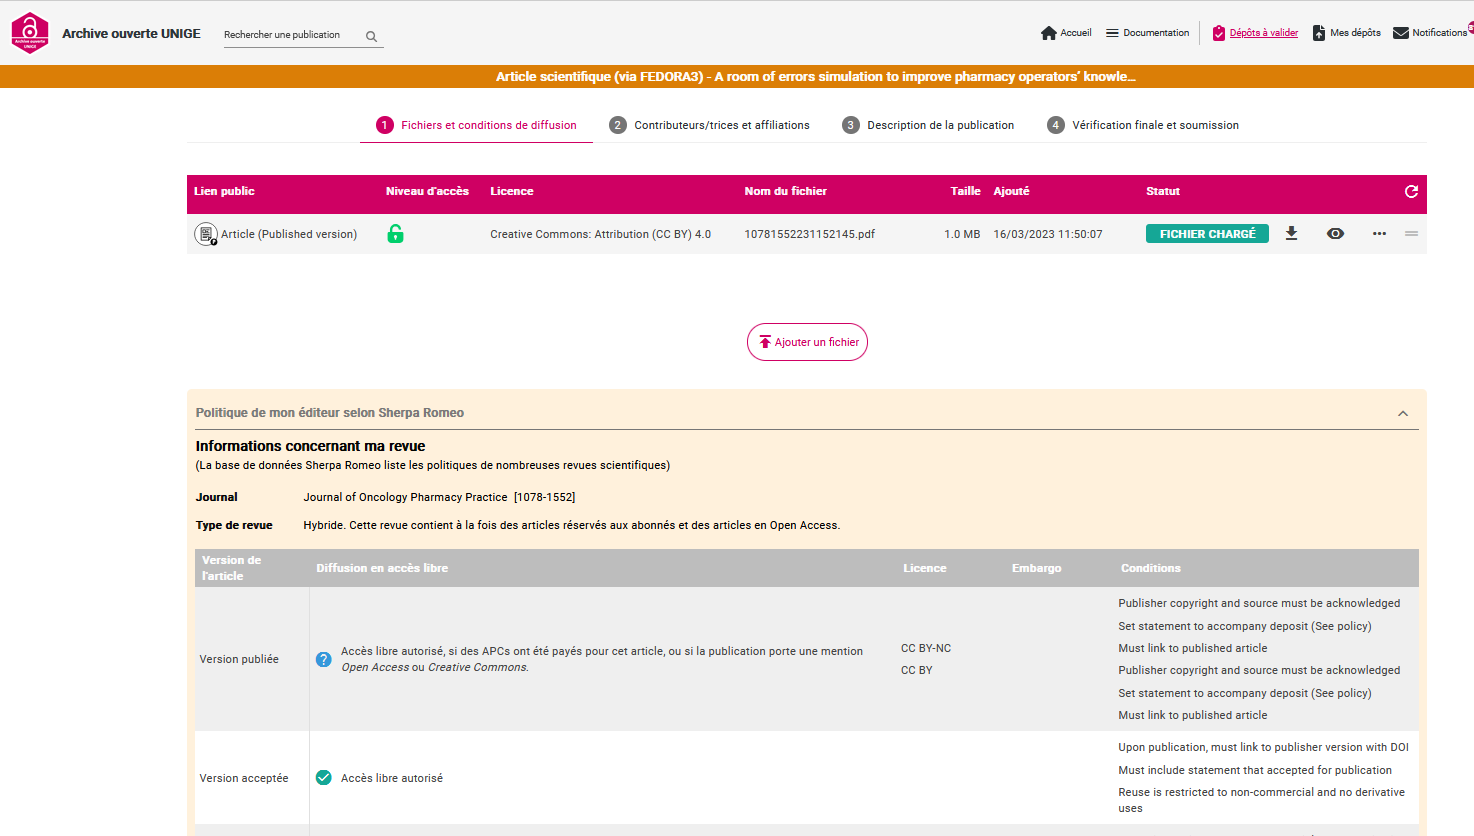 Archive ouverte UNIGE
Archive ouverte UNIGE
Rechercher une publication
Accueil
Documentation
Dépôts à valider
Mes dépôts
Notifications
Article scientifique (via FEDORA3) - A room of errors simulation to improve pharmacy operators' knowle...
1 Fichiers et conditions de diffusion
2 Contributeurs/trices et affiliations
3 Description de la publication
4 Vérification finale et soumission
Lien public Niveau d'accès Licence Nom du fichier Taille Ajouté Statut
Article (Published version) Creative Commons: Attribution (CC BY) 4.0 10781552231152145.pdf 1.0 MB 16/03/2023 11:50:07 FICHIER CHARGÉ
Ajouter un fichier
Politique de mon éditeur selon Sherpa Romeo
Informations concernant ma revue
(La base de données Sherpa Romeo liste les politiques de nombreuses revues scientifiques)
Journal Journal of Oncology Pharmacy Practice [1078-1552]
Type de revue Hybride. Cette revue contient à la fois des articles réservés aux abonnés et des articles en Open Access.
Version de
l'article
Diffusion en accès libre
Licence
Embargo
Conditions
Version publiée
Accès libre autorisé, si des APCs ont été payés pour cet article, ou si la publication porte une mention
Open Access ou Creative Commons.
CC BY-NC
CC BY
Publisher copyright and source must be acknowledged
Set statement to accompany deposit (See policy)
Must link to published article
Publisher copyright and source must be acknowledged
Set statement to accompany deposit (See policy)
Must link to published article
Version acceptée
Accès libre autorisé
Upon publication, must link to publisher version with DOI
Must include statement that accepted for publication
Reuse is restricted to non-commercial and no derivative
uses